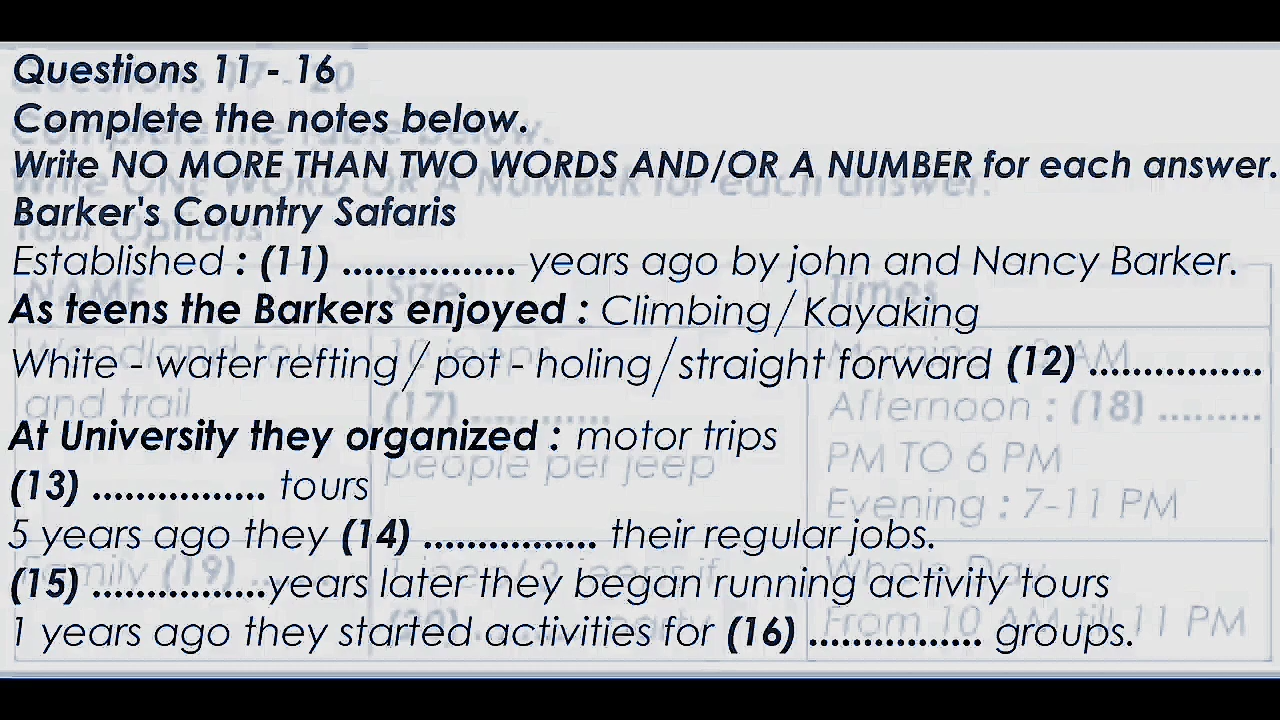 Questions 11 - 16
Complete the notes below.
Write NO MORE THAN TWO WORDS AND/OR A NUMBER for each answer.
Barker's Country Safaris
Established : (11) ................ years ago by john and Nancy Barker.
As teens the Barkers enjoyed : Climbing/ Kayaking
White - water refting/ pot - holing/ straight forward (12) ................
At University they organized : motor trips
(13) ................ tours
5 years ago they (14) ................ their regular jobs.
(15) ................years later they began running activity tours
1 years ago they started activities for (16) ................ groups.